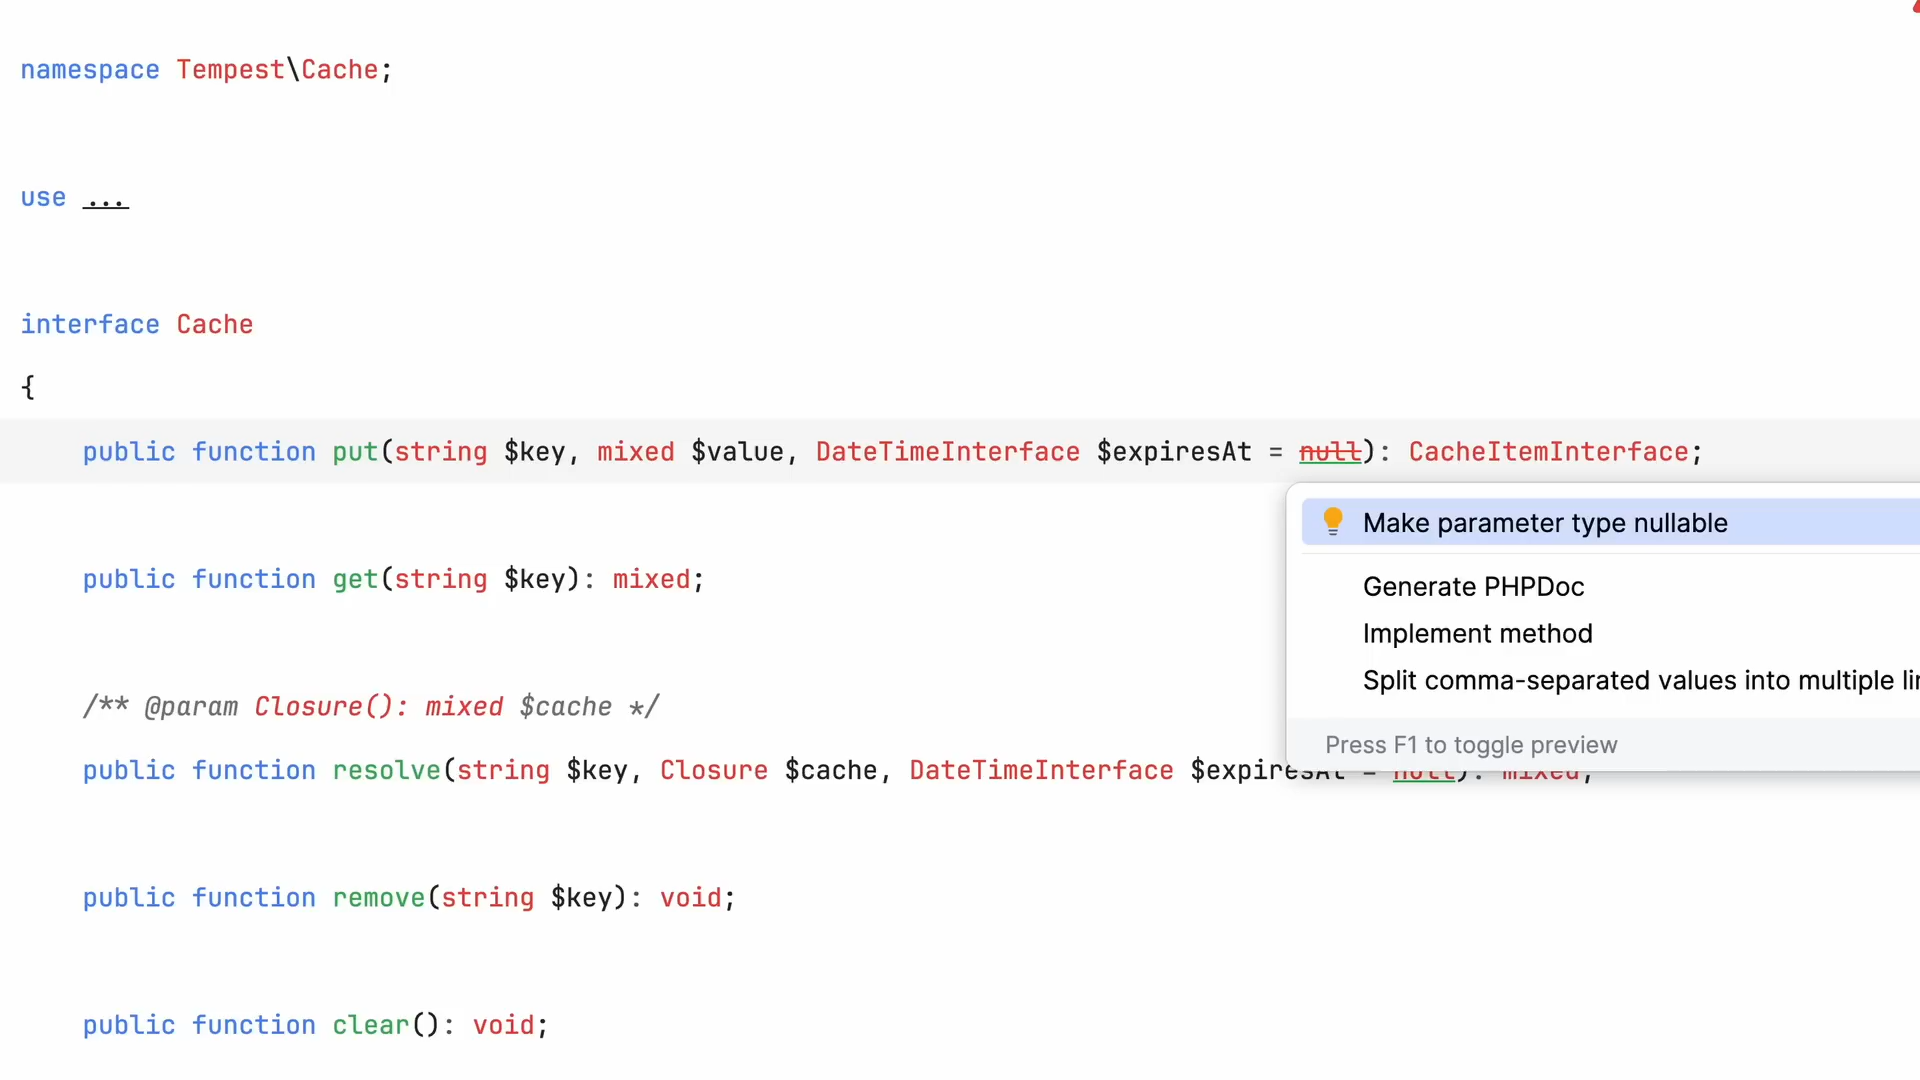 namespace Tempest\Cache;
use ...
interface Cache
{
public function put(string $key, mixed $value, DateTimeInterface $expiresAt = null): CacheItemInterface;
Make parameter type nullable
public function get(string $key): mixed;
Generate PHPDoc
Implement method
Split comma-separated values into multiple
/** @param Closure(): mixed $cache */
Press F1 to toggle preview
public function resolve(string $key, Closure $cache, DateTimeInterface $expiresAt = null): mixed;
public function remove(string $key): void;
public function clear(): void;